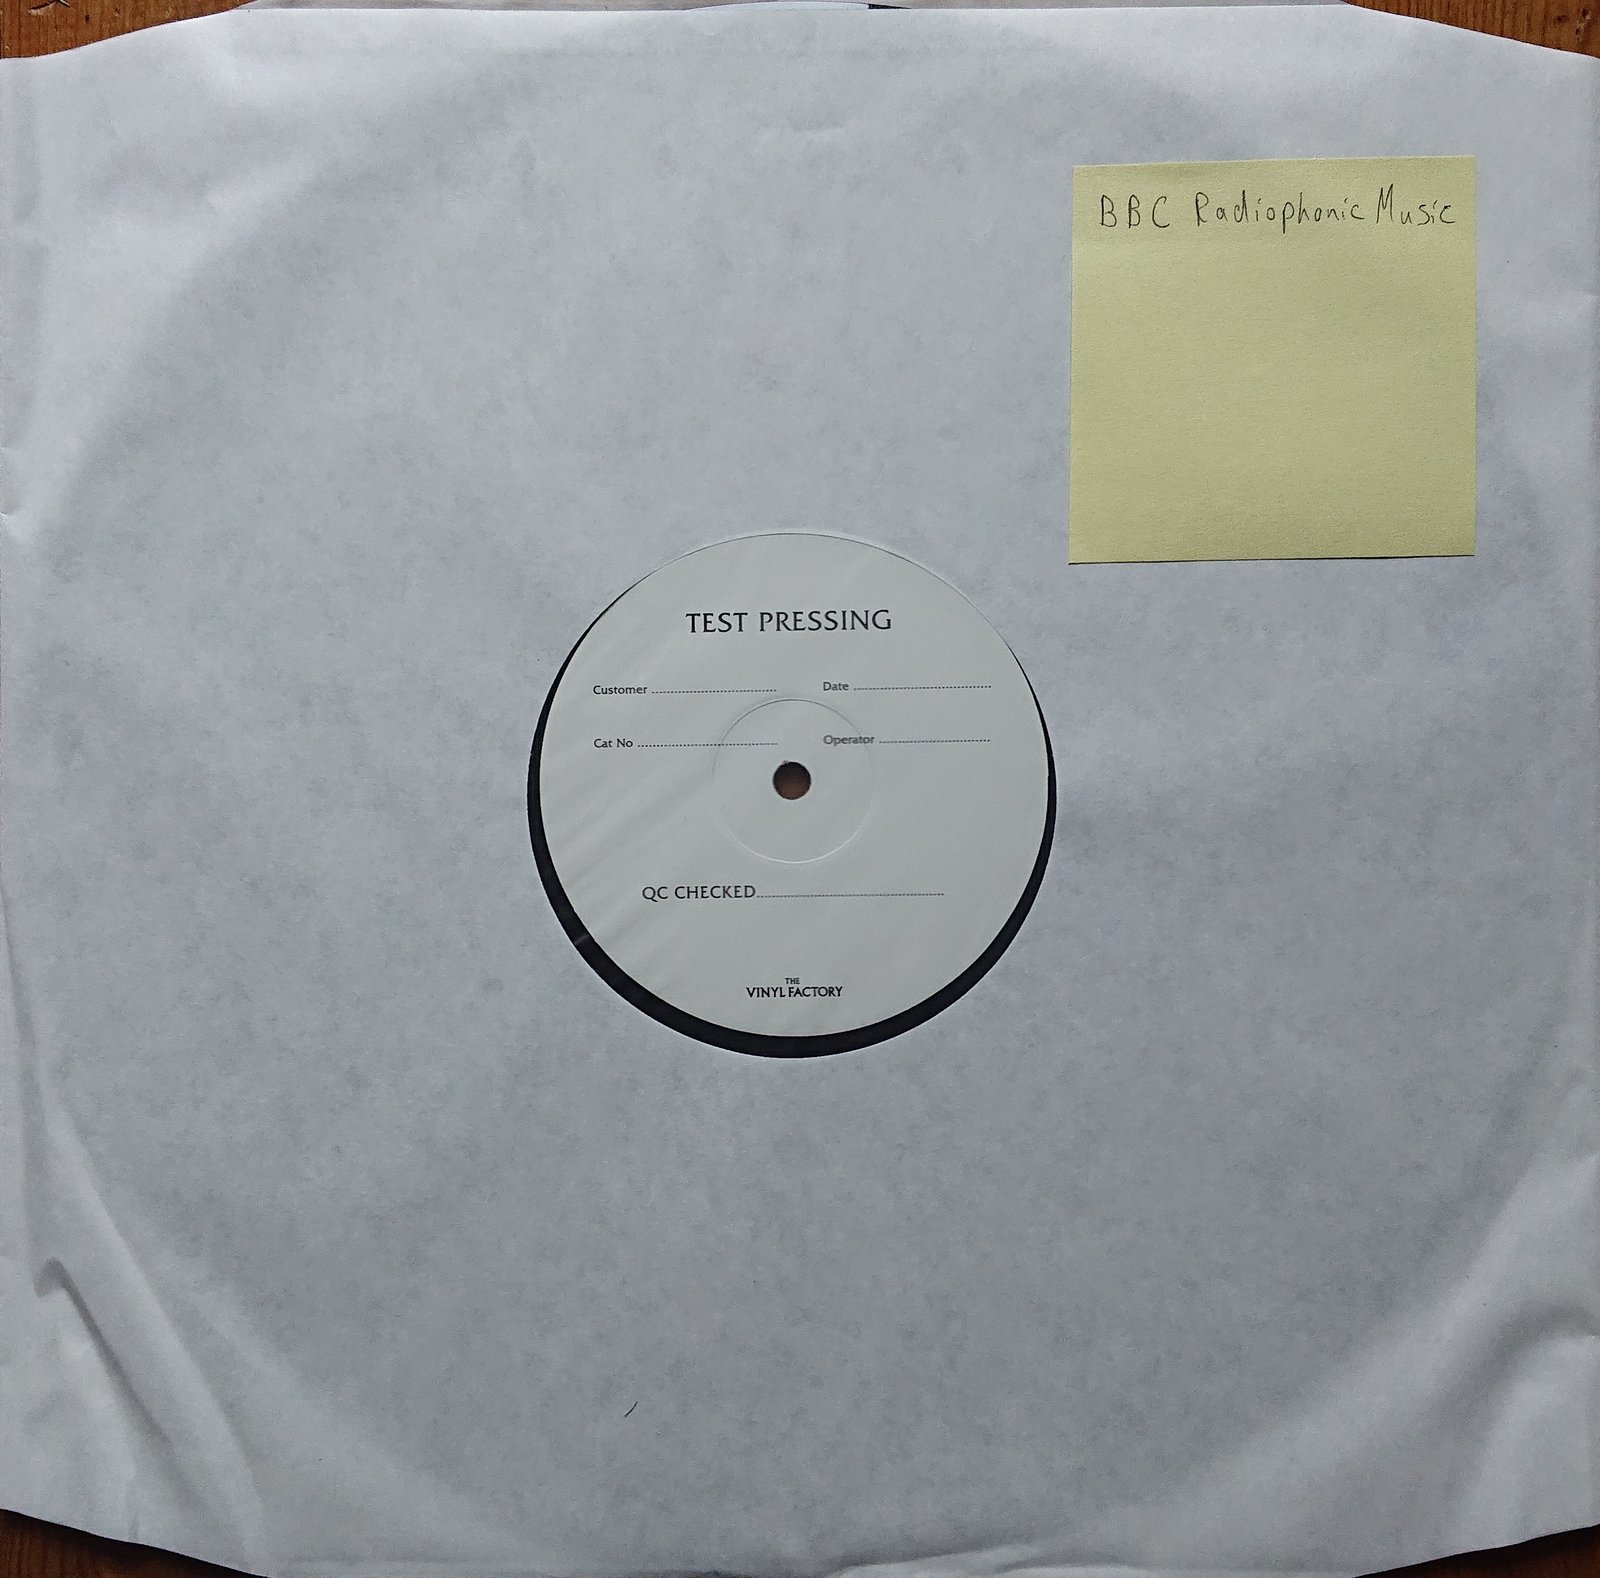 BBC Radiophonic Music
TEST PRESSING
Customer ........................................ Date ............................................
Cat No ............................................. Operator ...................................
QC CHECKED............................................................
THE
VINYL FACTORY